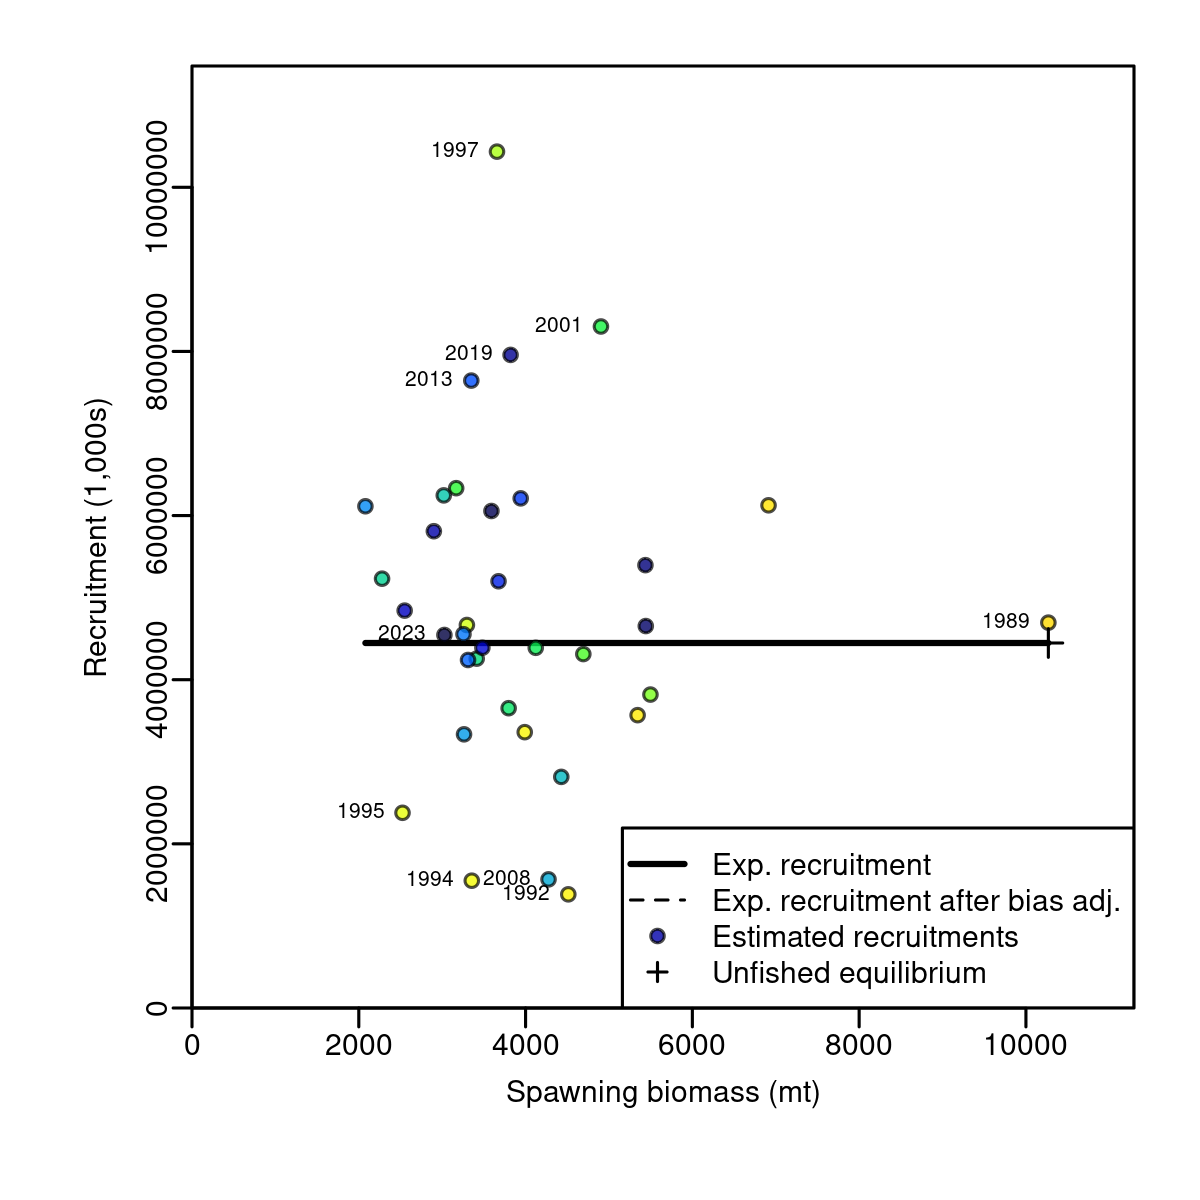 1997
2001
2019
2013
1989
2023
1995
1994
2008
1992
Recruitment (1,000s)
10000000
8000000
6000000
4000000
2000000
0
Exp. recruitment
Exp. recruitment after bias adj.
Estimated recruitments
Unfished equilibrium
0 2000 4000 6000 8000 10000
Spawning biomass (mt)